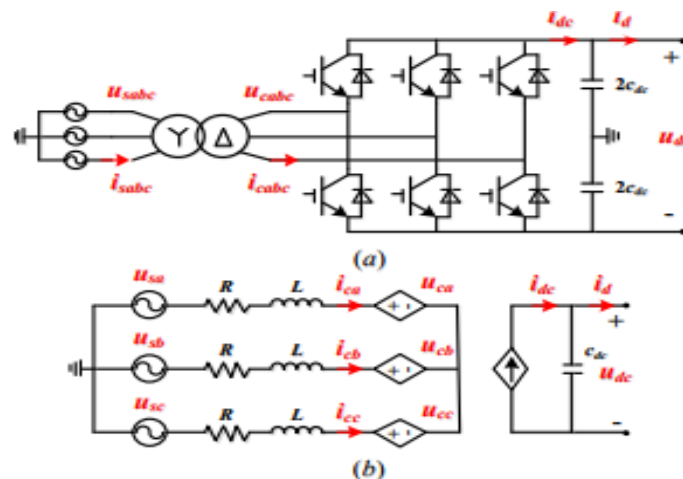 i_dc i_d
u_sabc u_cabc 2c_dc +
Y Δ u_d
i_sabc i_cabc 2c_dc
-
(a)
u_sa R L i_ca u_ca i_dc i_d
+ - +
u_sb R L i_cb u_cb c_dc u_dc
+ -
u_sc R L i_cc u_cc
+ - -
(b)